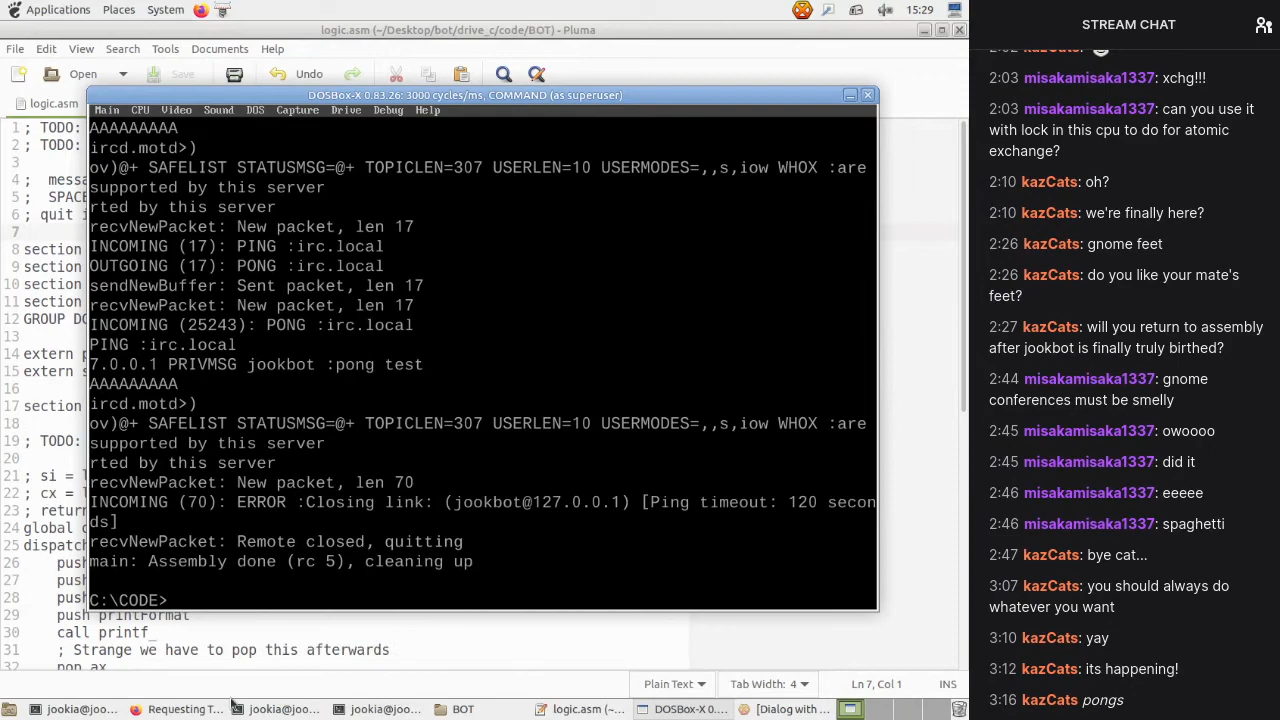 Applications Places System 15:29
logic.asm (~/Desktop/bot/drive_c/code/BOT) - Pluma
File Edit View Search Tools Documents Help
Open Save Undo
logic.asm
1 ; TODO:
2 ; TODO:
3
4 ;  messa
5 ;  SPACE
6 ; quit i
7
8 section
9 section
10 section
11 section
12 GROUP DG
13
14 extern p
15 extern s
16
17 section
18
19 ; TODO:
20
21 ; si = l
22 ; cx = l
23 ; return
24 global d
25 dispatch
26 push
27 push
28 push
29 push printFormat
30 call printf_
31 ; Strange we have to pop this afterwards
32 pop ax
Plain Text Tab Width: 4 Ln 7, Col 1 INS
DOSBox-X 0.83.26: 3000 cycles/ms, COMMAND (as superuser)
Main CPU Video Sound DOS Capture Drive Debug Help
AAAAAAAAA
ircd.motd>)
ov)@+ SAFELIST STATUSMSG=@+ TOPICLEN=307 USERLEN=10 USERMODES=,,s,iow WHOX :are
supported by this server
rted by this server
recvNewPacket: New packet, len 17
INCOMING (17): PING :irc.local
OUTGOING (17): PONG :irc.local
sendNewBuffer: Sent packet, len 17
recvNewPacket: New packet, len 17
INCOMING (25243): PONG :irc.local
PING :irc.local
7.0.0.1 PRIVMSG jookbot :pong test
AAAAAAAAA
ircd.motd>)
ov)@+ SAFELIST STATUSMSG=@+ TOPICLEN=307 USERLEN=10 USERMODES=,,s,iow WHOX :are
supported by this server
rted by this server
recvNewPacket: New packet, len 70
INCOMING (70): ERROR :Closing link: (jookbot@127.0.0.1) [Ping timeout: 120 secon
ds]
recvNewPacket: Remote closed, quitting
main: Assembly done (rc 5), cleaning up
C:\CODE>
jookia@joo... Requesting T... jookia@joo... jookia@joo... BOT logic.asm (~... DOSBox-X 0.... [Dialog with ...
STREAM CHAT
2:03 misakamisaka1337: xchg!!!
2:03 misakamisaka1337: can you use it
with lock in this cpu to do for atomic
exchange?
2:10 kazCats: oh?
2:10 kazCats: we're finally here?
2:26 kazCats: gnome feet
2:26 kazCats: do you like your mate's
feet?
2:27 kazCats: will you return to assembly
after jookbot is finally truly birthed?
2:44 misakamisaka1337: gnome
conferences must be smelly
2:45 misakamisaka1337: owoooo
2:45 misakamisaka1337: did it
2:46 misakamisaka1337: eeeee
2:46 misakamisaka1337: spaghetti
2:47 kazCats: bye cat...
3:07 kazCats: you should always do
whatever you want
3:10 kazCats: yay
3:12 kazCats: its happening!
3:16 kazCats pongs